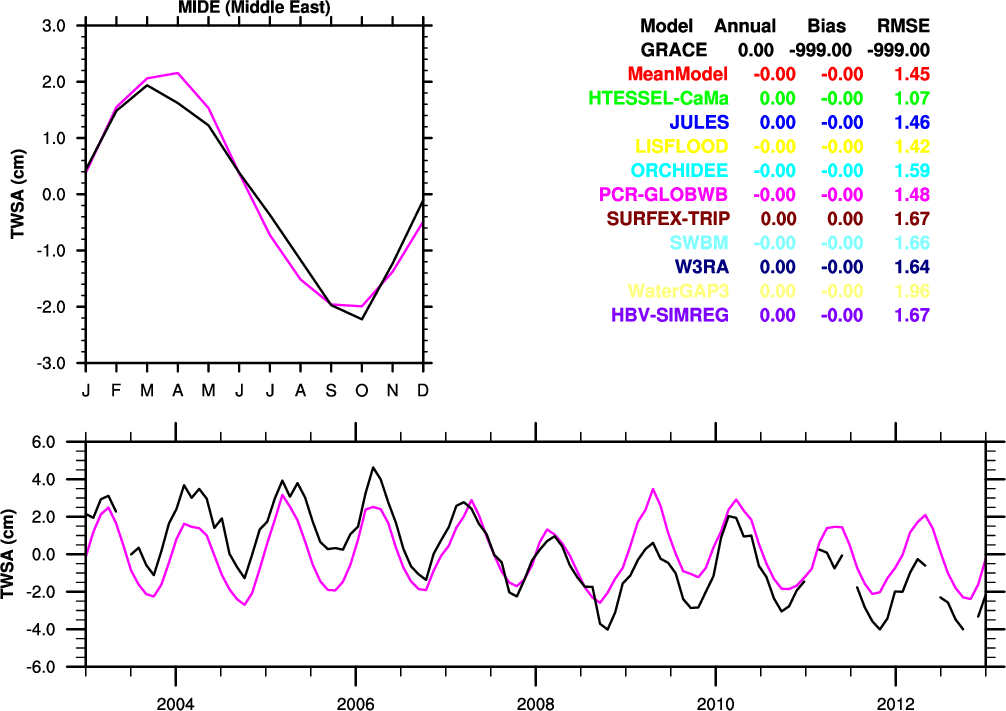 MIDE (Middle East)
3.0
2.0
1.0
0.0
-1.0
-2.0
-3.0
TWSA (cm)
J F M A M J J A S O N D
Model Annual Bias RMSE
GRACE 0.00 -999.00 -999.00
MeanModel -0.00 -0.00 1.45
HTESSEL-CaMa 0.00 -0.00 1.07
JULES 0.00 -0.00 1.46
LISFLOOD -0.00 -0.00 1.42
ORCHIDEE -0.00 -0.00 1.59
PCR-GLOBWB -0.00 -0.00 1.48
SURFEX-TRIP 0.00 0.00 1.67
SWBM -0.00 -0.00 1.66
W3RA 0.00 -0.00 1.64
WaterGAP3 0.00 -0.00 1.96
HBV-SIMREG 0.00 -0.00 1.67
6.0
4.0
2.0
0.0
-2.0
-4.0
-6.0
TWSA (cm)
2004 2006 2008 2010 2012